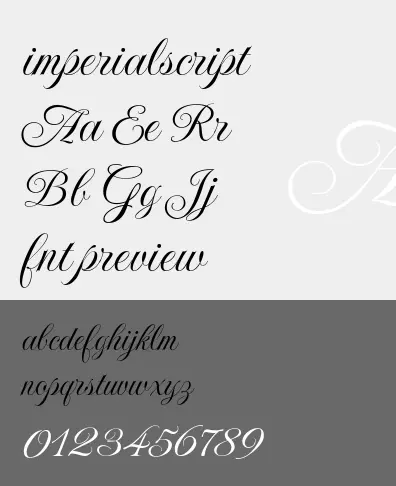 imperialscript
Aa Ee Rr
Bb Gg Jj
fnt preview
abcdefghijklm
nopqrstuvwxyz
0123456789